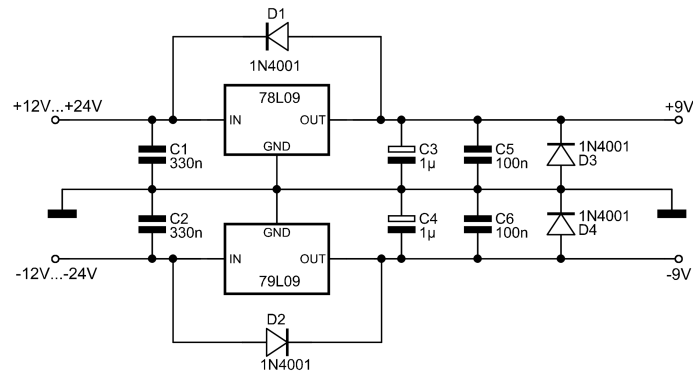 D1
1N4001
+12V...+24V
78L09
+9V
IN
OUT
GND
C1
330n
C3
1µ
C5
100n
1N4001
D3
C2
330n
C4
1µ
C6
100n
1N4001
D4
GND
IN
OUT
-12V...-24V
79L09
-9V
D2
1N4001